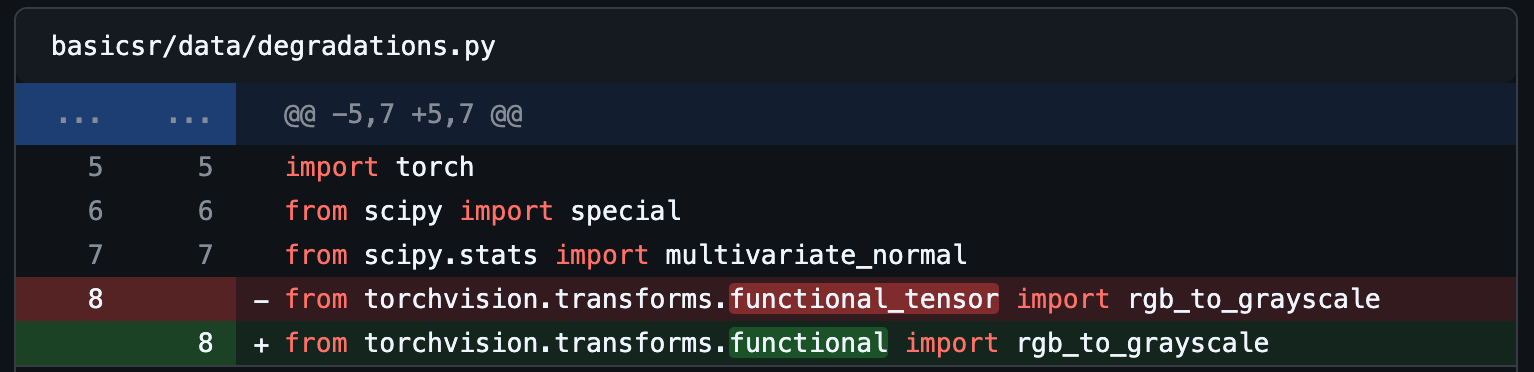 basicsr/data/degradations.py
... ... @@ -5,7 +5,7 @@
5 5 import torch
6 6 from scipy import special
7 7 7 from scipy.stats import multivariate_normal
8 - from torchvision.transforms.functional_tensor import rgb_to_grayscale
8 + from torchvision.transforms.functional import rgb_to_grayscale